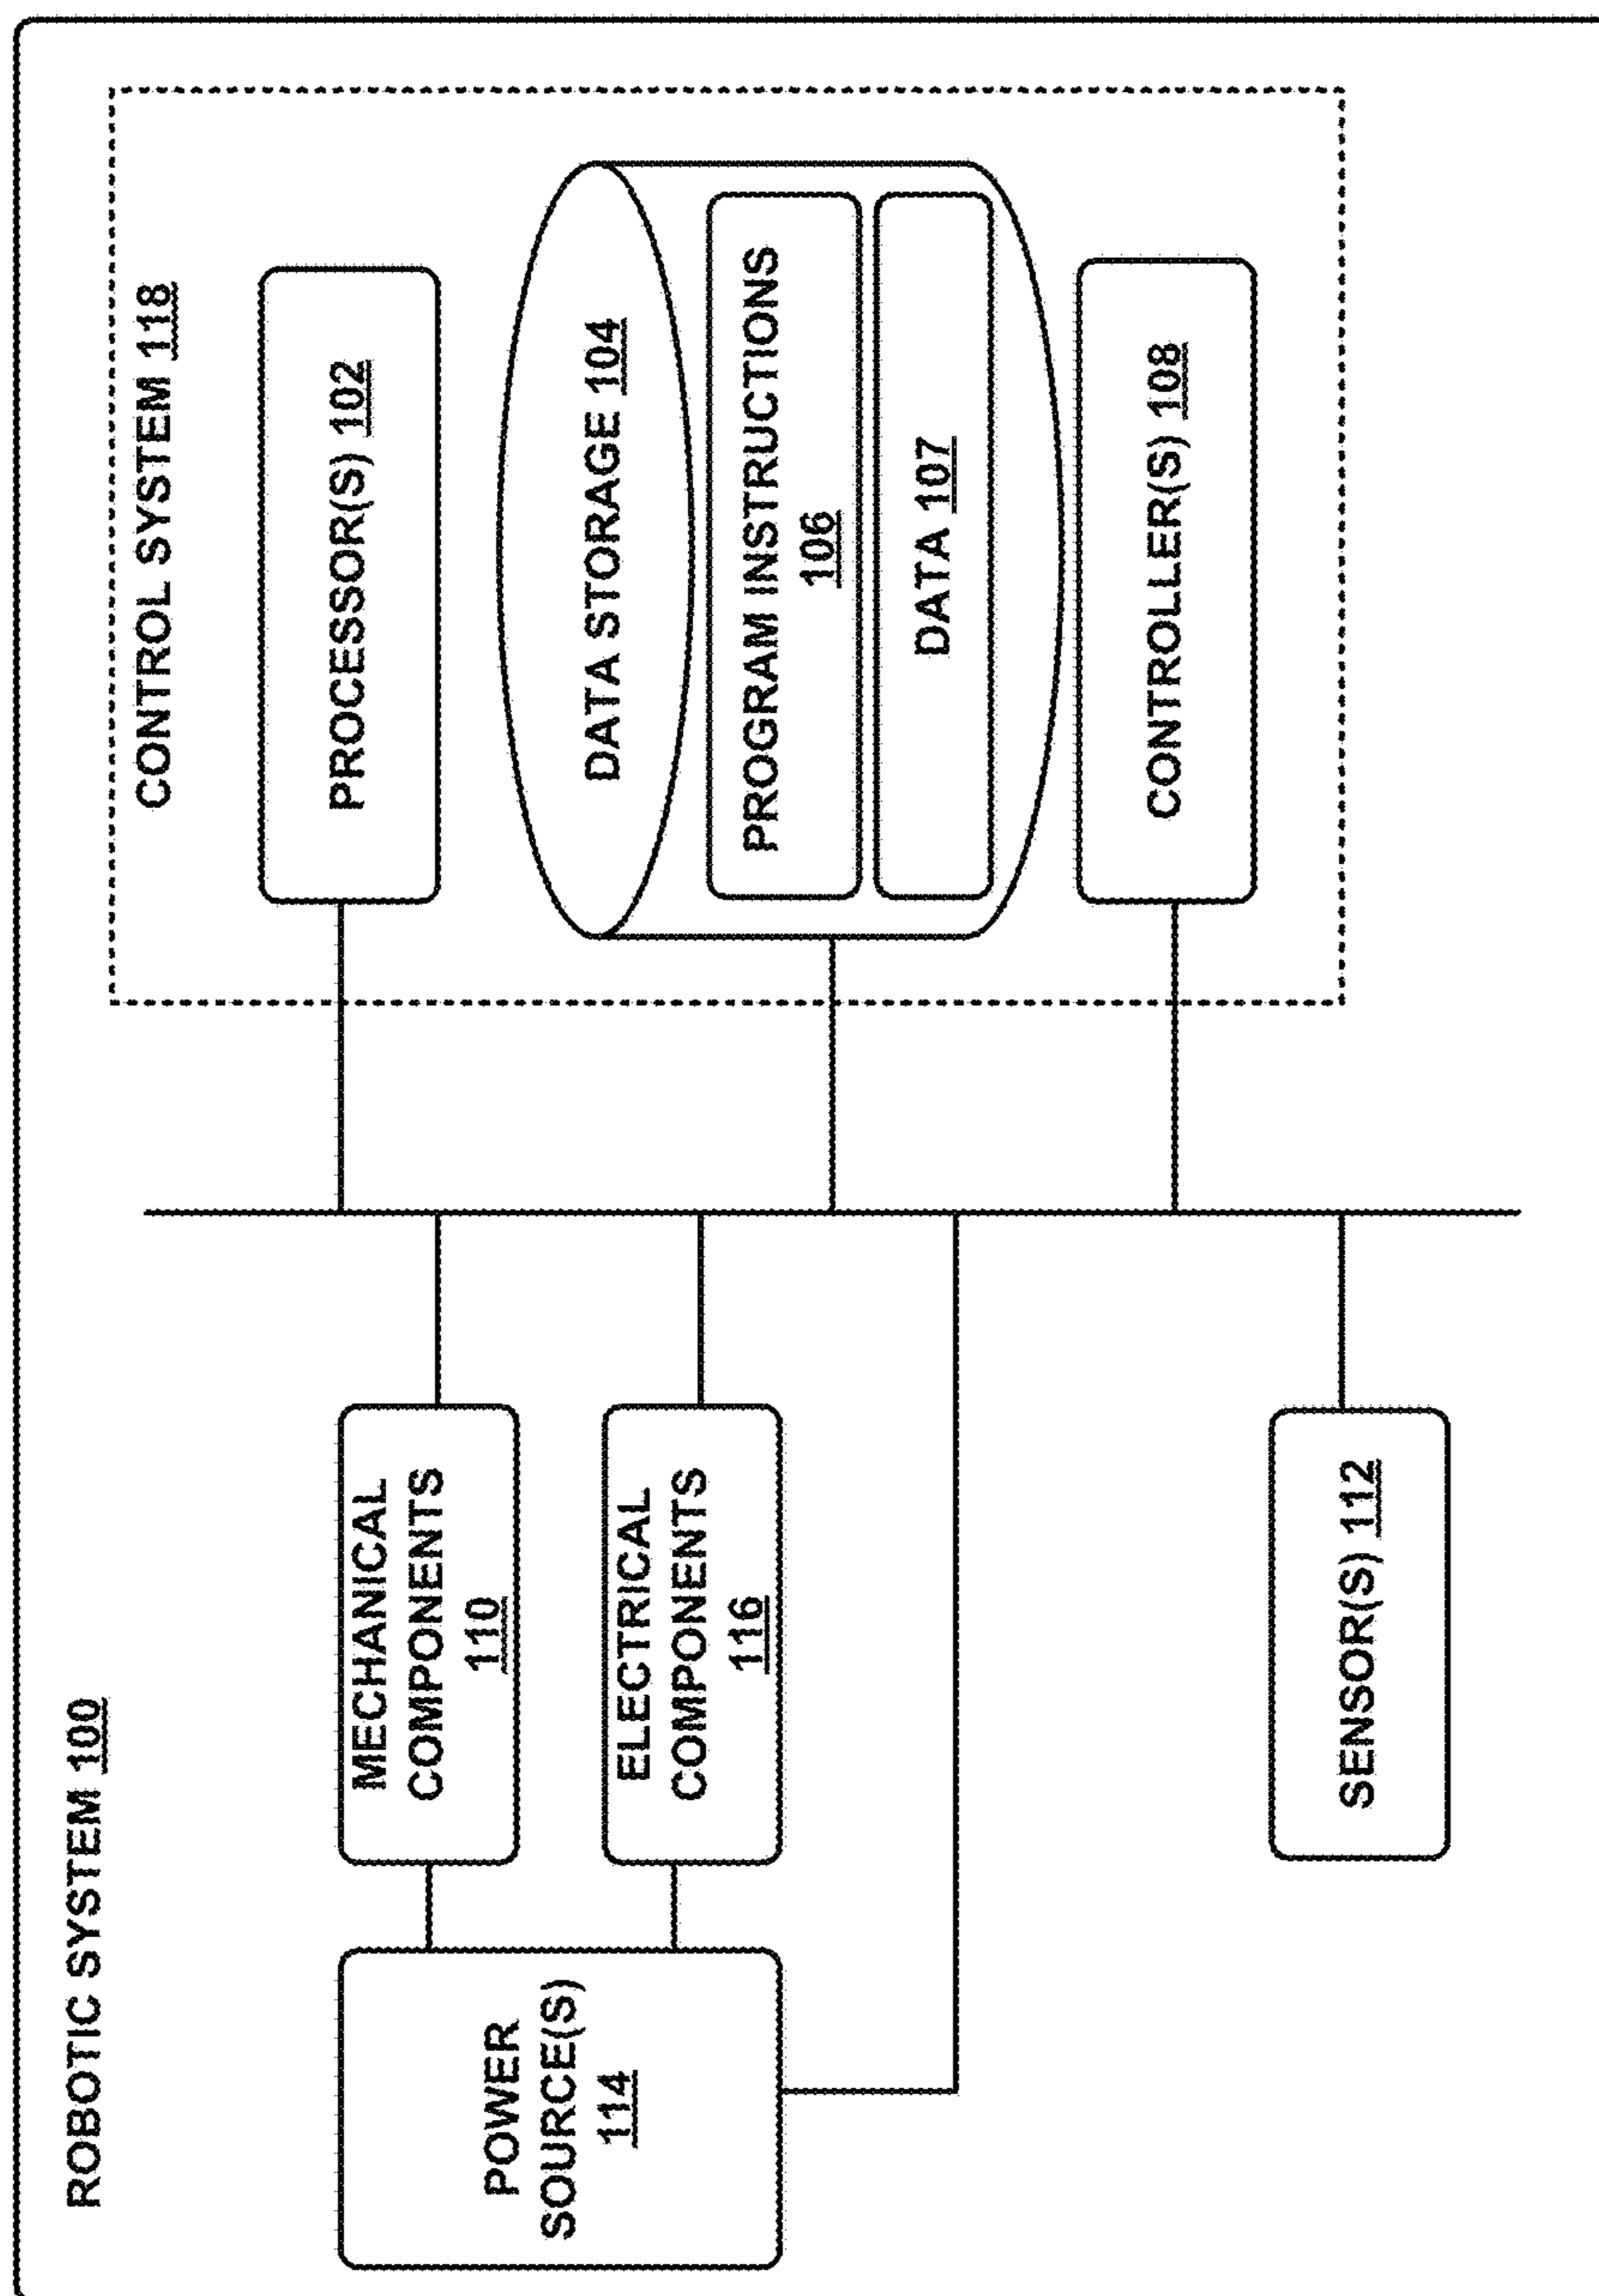 ROBOTIC SYSTEM 100
CONTROL SYSTEM 118
PROCESSOR(S) 102
MECHANICAL
COMPONENTS
110
DATA STORAGE 104
POWER
SOURCE(S)
114
ELECTRICAL
COMPONENTS
116
PROGRAM INSTRUCTIONS
106
DATA 107
CONTROLLER(S) 108
SENSOR(S) 112